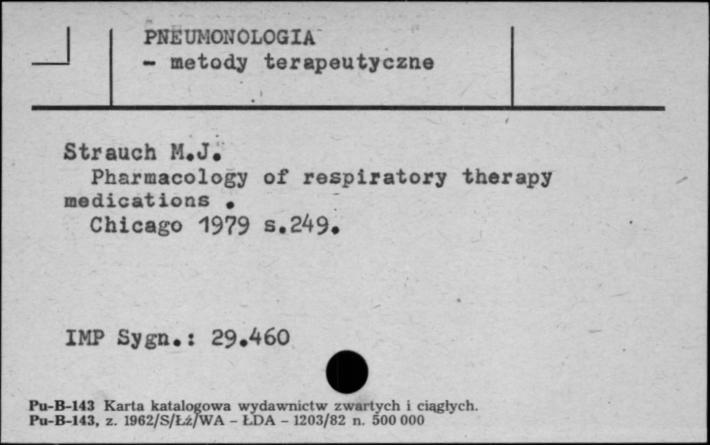 PNEUMONOLOGIA
- metody terapeutyczne
Strauch M.J.
Pharmacology of respiratory therapy
medications .
Chicago 1979 s.249.
IMP Sygn.: 29.460
Pu-B-143 Karta katalogowa wydawnictw zwartych i ciągłych.
Pu-B-143, z. 1962/S/Łź/WA – ŁDA – 1203/82 n. 500 000